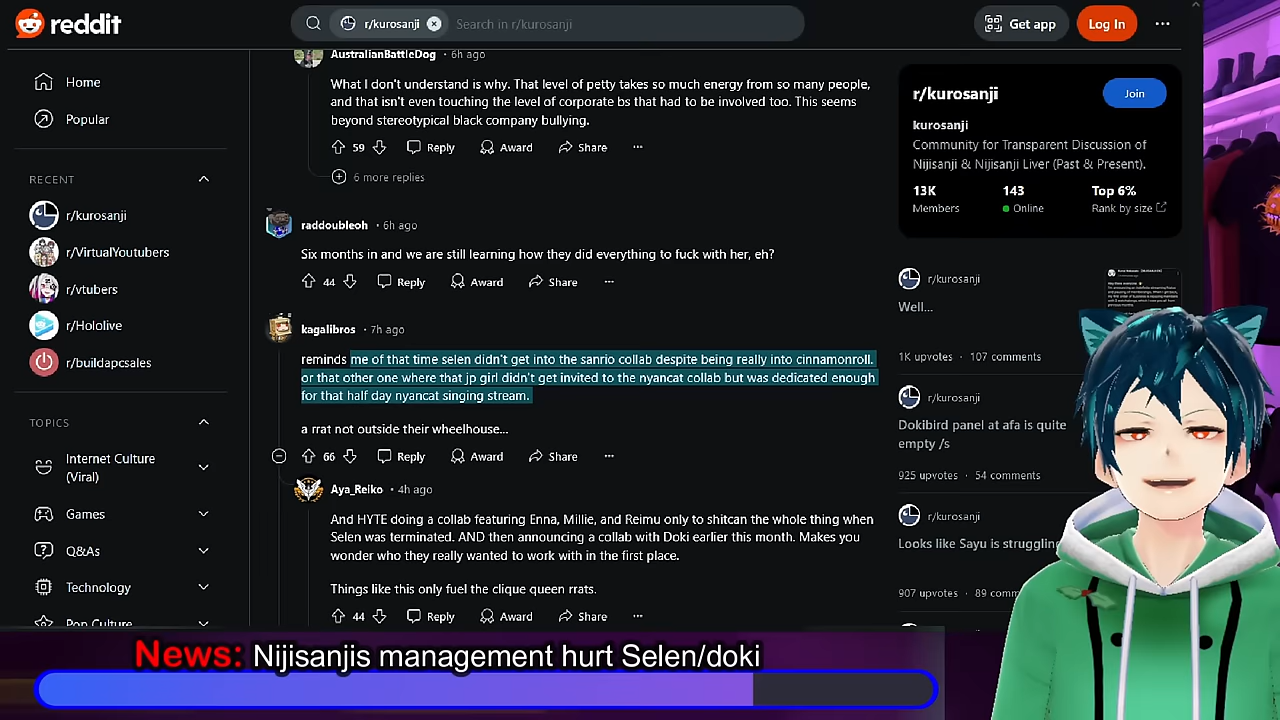 reddit
r/kurosanji
Search in r/kurosanji
Get app
Log In
Home
Popular
RECENT
r/kurosanji
r/VirtualYoutubers
r/vtubers
r/Hololive
r/buildapcsales
TOPICS
Internet Culture
(Viral)
Games
Q&As
Technology
Pop Culture
AustralianBattleDog • 6h ago
What I don't understand is why. That level of petty takes so much energy from so many people,
and that isn't even touching the level of corporate bs that had to be involved too. This seems
beyond stereotypical black company bullying.
59 Reply Award Share
6 more replies
raddoubleoh • 6h ago
Six months in and we are still learning how they did everything to fuck with her, eh?
44 Reply Award Share
kagalibros • 7h ago
reminds me of that time selen didn't get into the sanrio collab despite being really into cinnamonroll.
or that other one where that jp girl didn't get invited to the nyancat collab but was dedicated enough
for that half day nyancat singing stream.
a rrat not outside their wheelhouse...
66 Reply Award Share
Aya_Reiko • 4h ago
And HYTE doing a collab featuring Enna, Millie, and Reimu only to shitcan the whole thing when
Selen was terminated. AND then announcing a collab with Doki earlier this month. Makes you
wonder who they really wanted to work with in the first place.
Things like this only fuel the clique queen rrats.
44 Reply Award Share
r/kurosanji
Join
kurosanji
Community for Transparent Discussion of
Nijisanji & Nijisanji Liver (Past & Present).
13K 143 Top 6%
Members Online Rank by size
r/kurosanji
Well...
1K upvotes • 107 comments
r/kurosanji
Dokibird panel at afa is quite
empty /s
925 upvotes • 54 comments
r/kurosanji
Looks like Sayu is struggling
907 upvotes • 89
News: Nijisanjis management hurt Selen/doki